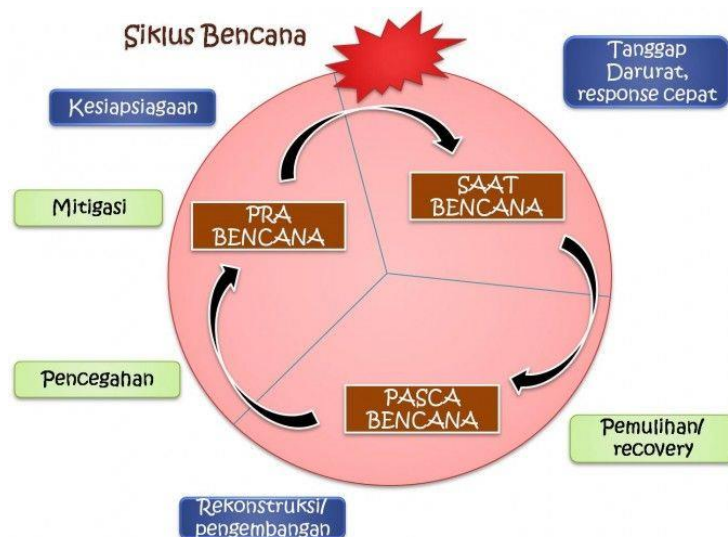 Siklus Bencana
Tanggap
Darurat,
response cepat
Kesiapsiagaan
Mitigasi
PRA
BENCANA
SAAT
BENCANA
Pencegahan
PASCA
BENCANA
Pemulihan/
recovery
Rekonstruksi/
pengembangan